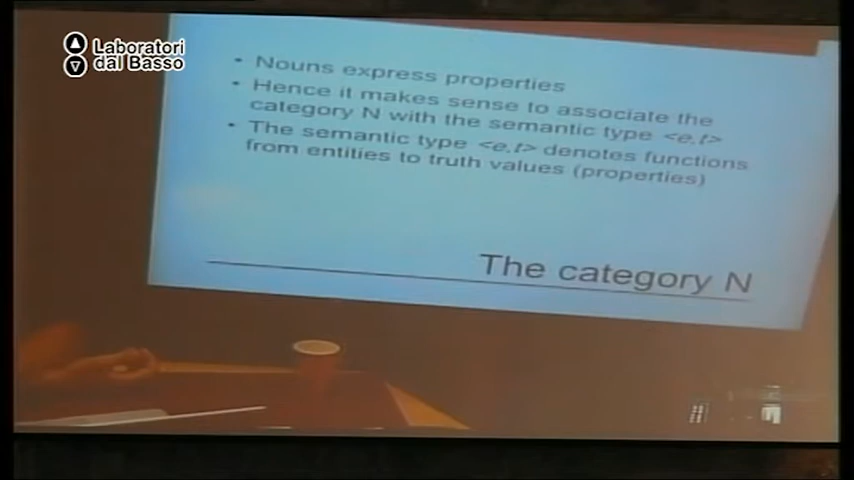 Laboratori
dal Basso
• Nouns express properties
• Hence it makes sense to associate the
category N with the semantic type <e,t>
• The semantic type <e,t> denotes functions
from entities to truth values (properties)
The category N